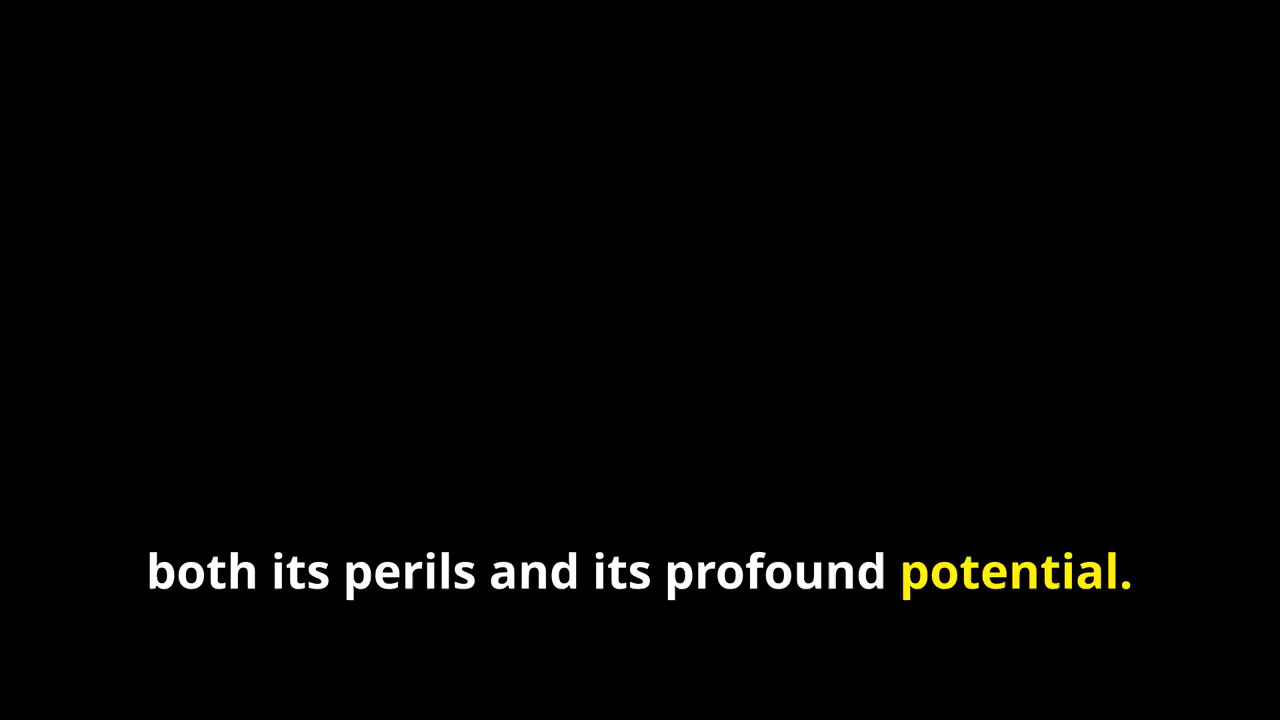 both its perils and its profound potential.